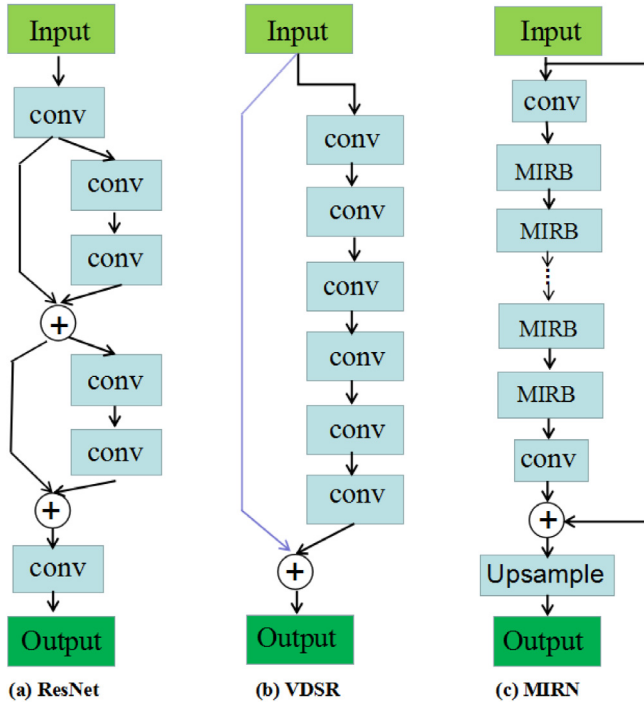 Input
conv
conv
conv
+
conv
conv
+
conv
Output
(a) ResNet
Input
conv
conv
conv
conv
conv
conv
+
Output
(b) VDSR
Input
conv
MIRB
MIRB
MIRB
MIRB
conv
+
Upsample
Output
(c) MIRN